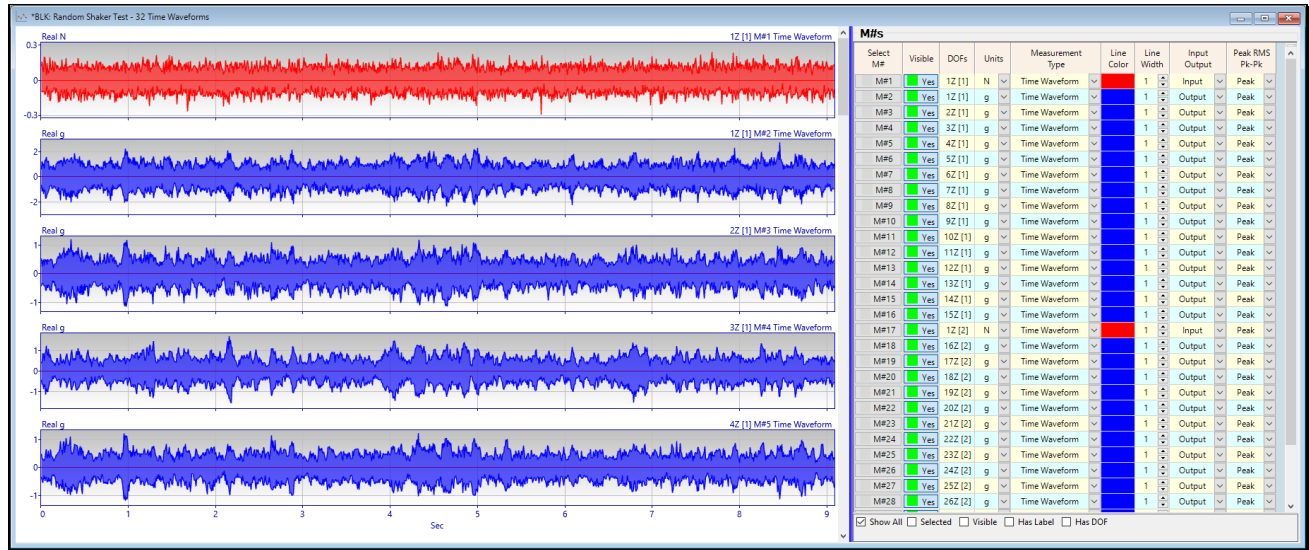 *BLK: Random Shaker Test - 32 Time Waveforms
Real N 1Z [1] M#1 Time Waveform
0.3
0
-0.3
Real g 1Z [1] M#2 Time Waveform
2
0
-2
Real g 2Z [1] M#3 Time Waveform
1
0
-1
Real g 3Z [1] M#4 Time Waveform
1
0
-1
Real g 4Z [1] M#5 Time Waveform
1
0
-1
0 1 2 3 4 5 6 7 8 9
Sec
M#s
Select M# Visible DOFs Units Measurement Type Line Color Line Width Input Output Peak RMS Pk-Pk
M#1 Yes 1Z [1] N Time Waveform 1 Input Peak
M#2 Yes 1Z [1] g Time Waveform 1 Output Peak
M#3 Yes 2Z [1] g Time Waveform 1 Output Peak
M#4 Yes 3Z [1] g Time Waveform 1 Output Peak
M#5 Yes 4Z [1] g Time Waveform 1 Output Peak
M#6 Yes 5Z [1] g Time Waveform 1 Output Peak
M#7 Yes 6Z [1] g Time Waveform 1 Output Peak
M#8 Yes 7Z [1] g Time Waveform 1 Output Peak
M#9 Yes 8Z [1] g Time Waveform 1 Output Peak
M#10 Yes 9Z [1] g Time Waveform 1 Output Peak
M#11 Yes 10Z [1] g Time Waveform 1 Output Peak
M#12 Yes 11Z [1] g Time Waveform 1 Output Peak
M#13 Yes 12Z [1] g Time Waveform 1 Output Peak
M#14 Yes 13Z [1] g Time Waveform 1 Output Peak
M#15 Yes 14Z [1] g Time Waveform 1 Output Peak
M#16 Yes 15Z [1] g Time Waveform 1 Output Peak
M#17 Yes 1Z [2] N Time Waveform 1 Input Peak
M#18 Yes 16Z [2] g Time Waveform 1 Output Peak
M#19 Yes 17Z [2] g Time Waveform 1 Output Peak
M#20 Yes 18Z [2] g Time Waveform 1 Output Peak
M#21 Yes 19Z [2] g Time Waveform 1 Output Peak
M#22 Yes 20Z [2] g Time Waveform 1 Output Peak
M#23 Yes 21Z [2] g Time Waveform 1 Output Peak
M#24 Yes 22Z [2] g Time Waveform 1 Output Peak
M#25 Yes 23Z [2] g Time Waveform 1 Output Peak
M#26 Yes 24Z [2] g Time Waveform 1 Output Peak
M#27 Yes 25Z [2] g Time Waveform 1 Output Peak
M#28 Yes 26Z [2] g Time Waveform 1 Output Peak
Show All Selected Visible Has Label Has DOF